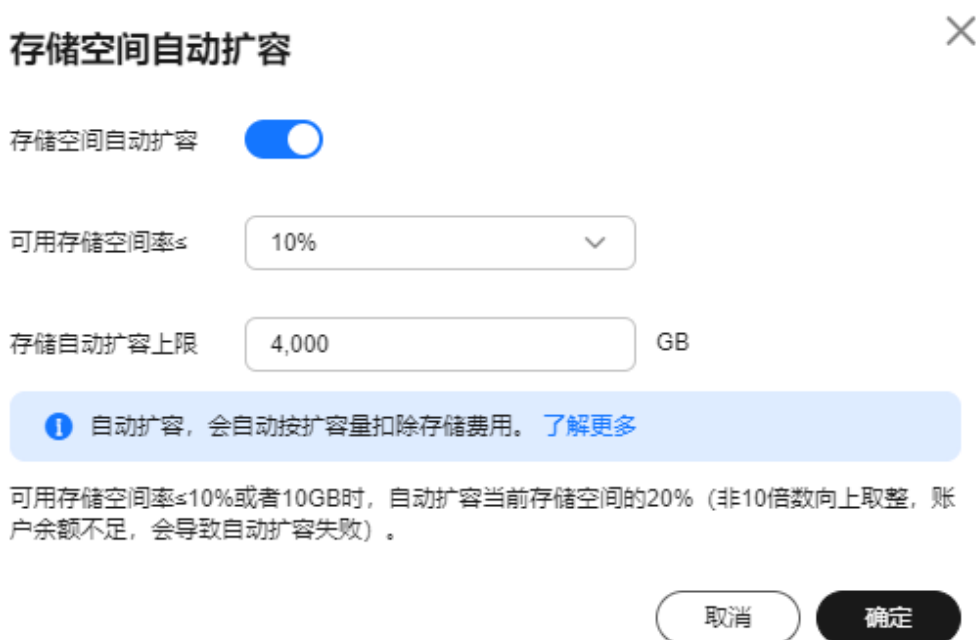 存储空间自动扩容
存储空间自动扩容
可用存储空间率≤ 10%
存储自动扩容上限 4,000 GB
自动扩容，会自动按扩容量扣除存储费用。 了解更多
可用存储空间率≤10%或者10GB时，自动扩容当前存储空间的20%（非10倍数向上取整，账
户余额不足，会导致自动扩容失败）。
取消 确定